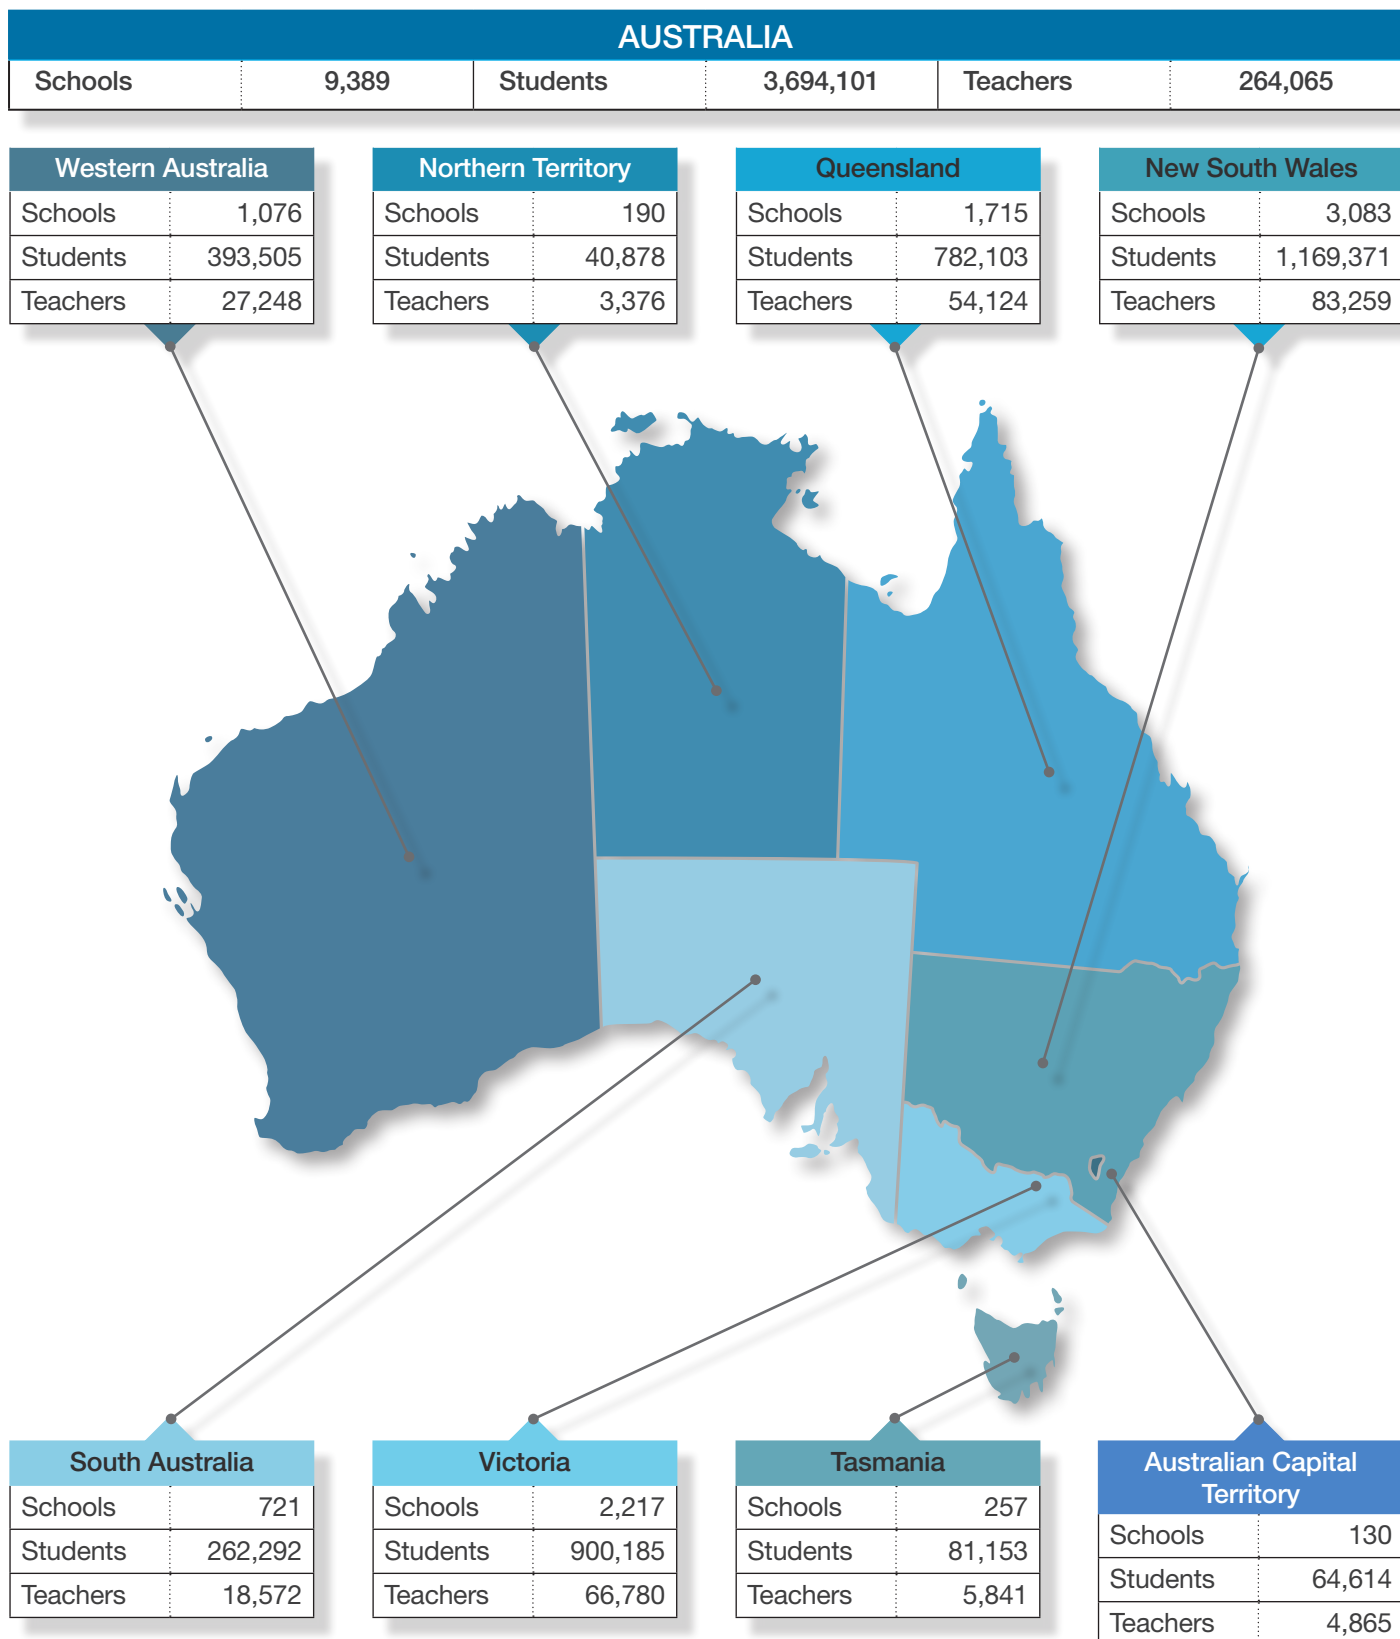 AUSTRALIA
Schools 9,389 Students 3,694,101 Teachers 264,065
Western Australia
Schools 1,076
Students 393,505
Teachers 27,248
Northern Territory
Schools 190
Students 40,878
Teachers 3,376
Queensland
Schools 1,715
Students 782,103
Teachers 54,124
New South Wales
Schools 3,083
Students 1,169,371
Teachers 83,259
South Australia
Schools 721
Students 262,292
Teachers 18,572
Victoria
Schools 2,217
Students 900,185
Teachers 66,780
Tasmania
Schools 257
Students 81,153
Teachers 5,841
Australian Capital
Territory
Schools 130
Students 64,614
Teachers 4,865